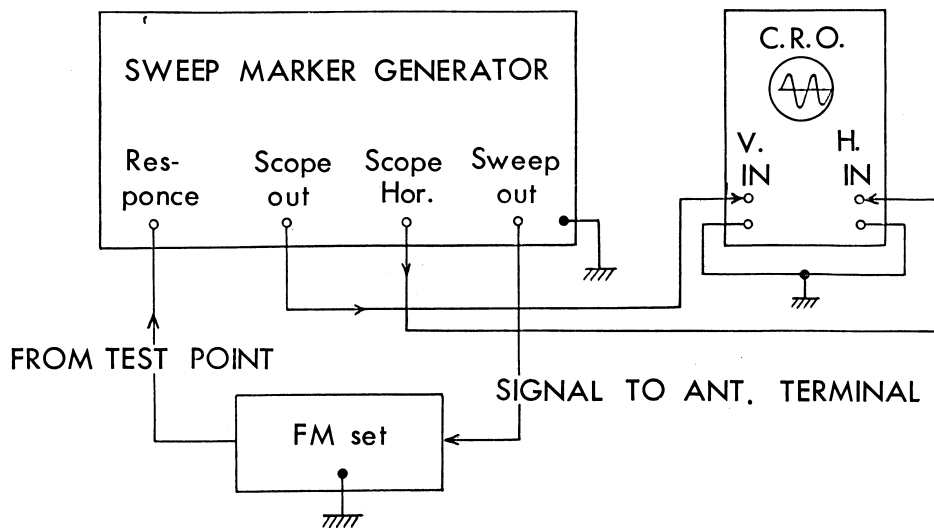 SWEEP MARKER GENERATOR
Res-
ponce
Scope
out
Scope
Hor.
Sweep
out
C.R.O.
V.
IN
H.
IN
FROM TEST POINT
SIGNAL TO ANT. TERMINAL
FM set